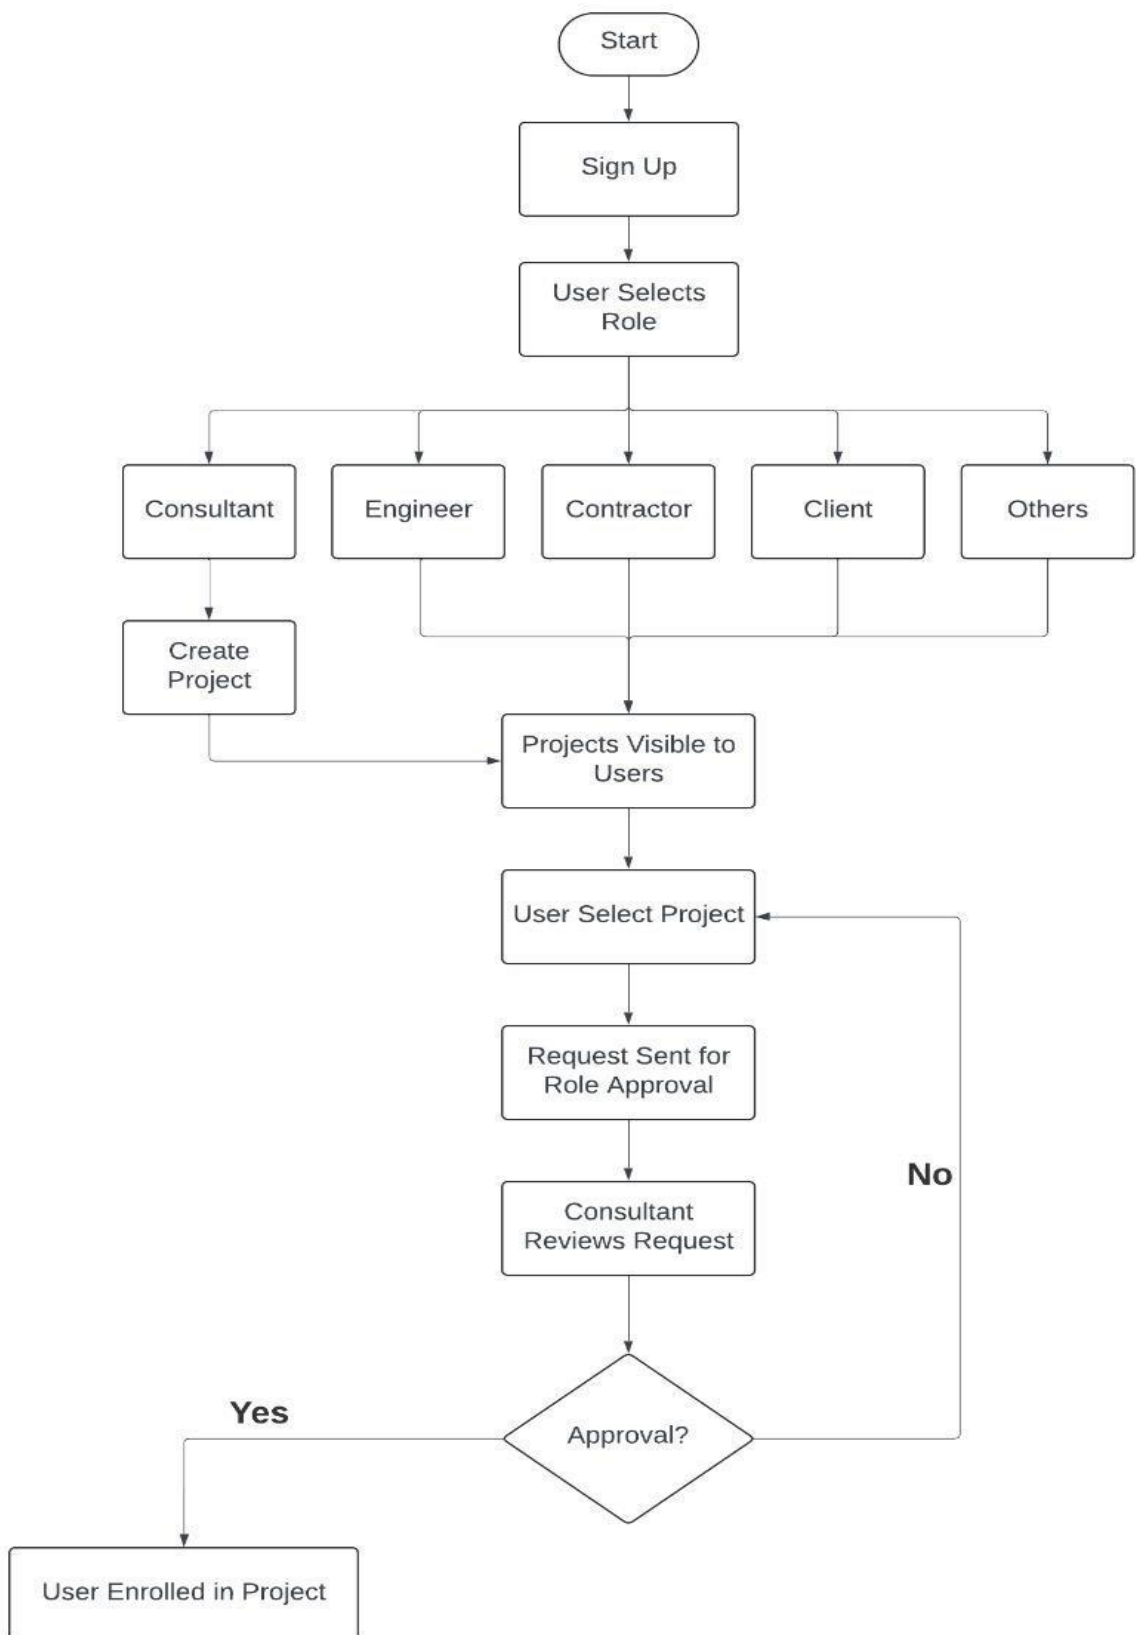 Start
Sign Up
User Selects
Role
Consultant
Engineer
Contractor
Client
Others
Create
Project
Projects Visible to
Users
User Select Project
Request Sent for
Role Approval
No
Consultant
Reviews Request
Yes
Approval?
User Enrolled in Project